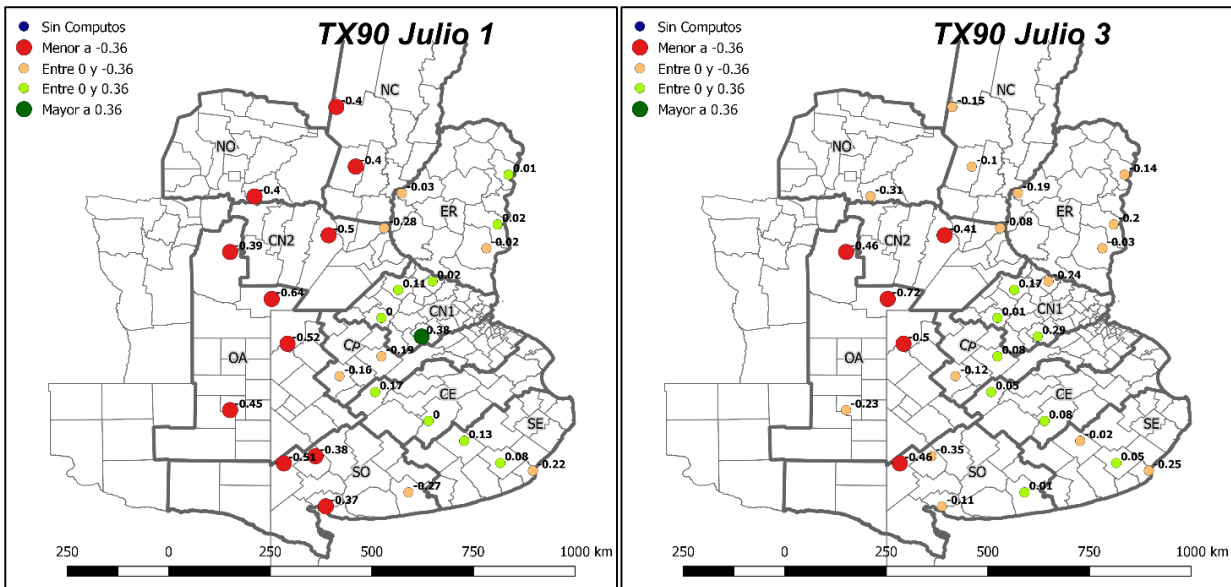 TX90 Julio 1
Sin Computos
Menor a -0.36
Entre 0 y -0.36
Entre 0 y 0.36
Mayor a 0.36
NC
-0.4
-0.4
NO
0.01
-0.4
-0.03
ER
0.02
-0.28
-0.5
CN2
-0.39
-0.02
0.02
0.11
-0.64
CN1
0
0.38
-0.52
CP
OA
-0.19
-0.16
0.17
CE
-0.45
0
SE
0.13
-0.38
-0.51
SO
0.08
-0.22
-0.27
-0.37
250 0 250 500 750 1000 km
TX90 Julio 3
Sin Computos
Menor a -0.36
Entre 0 y -0.36
Entre 0 y 0.36
Mayor a 0.36
NC
-0.15
-0.1
NO
-0.14
-0.31
-0.19
ER
-0.2
-0.08
-0.41
CN2
-0.46
-0.03
-0.24
0.17
-0.72
CN1
0.01
0.29
-0.5
CP
OA
0.08
-0.12
0.05
CE
-0.23
0.08
SE
-0.02
-0.35
-0.46
SO
0.05
-0.25
0.01
-0.11
250 0 250 500 750 1000 km